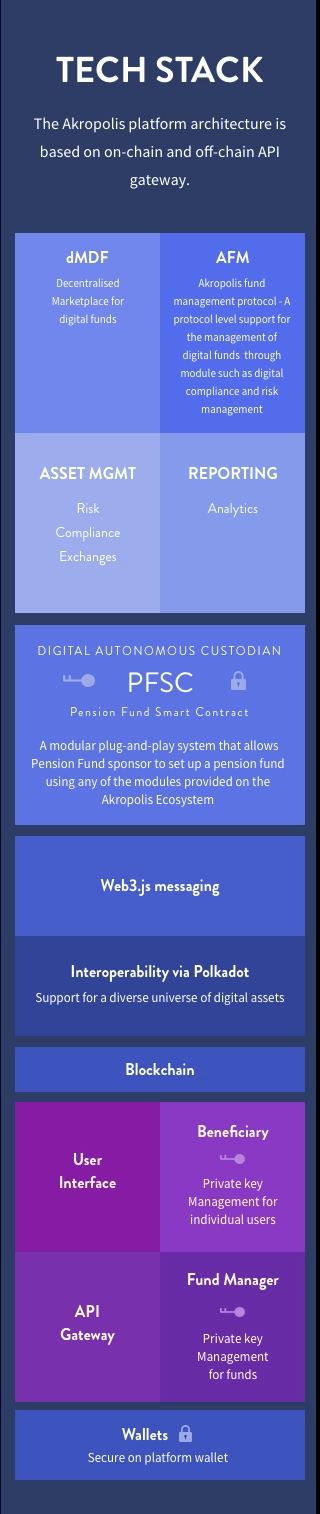 TECH STACK
The Akropolis platform architecture is
based on on-chain and off-chain API
gateway.
dMDF
Decentralised
Marketplace for
digital funds
AFM
Akropolis fund
management protocol - A
protocol level support for
the management of
digital funds through
module such as digital
compliance and risk
management
ASSET MGMT
Risk
Compliance
Exchanges
REPORTING
Analytics
DIGITAL AUTONOMOUS CUSTODIAN
PFSC
Pension Fund Smart Contract
A modular plug-and-play system that allows
Pension Fund sponsor to set up a pension fund
using any of the modules provided on the
Akropolis Ecosystem
Web3.js messaging
Interoperability via Polkadot
Support for a diverse universe of digital assets
Blockchain
User
Interface
Beneficiary
Private key
Management for
individual users
API
Gateway
Fund Manager
Private key
Management
for funds
Wallets
Secure on platform wallet